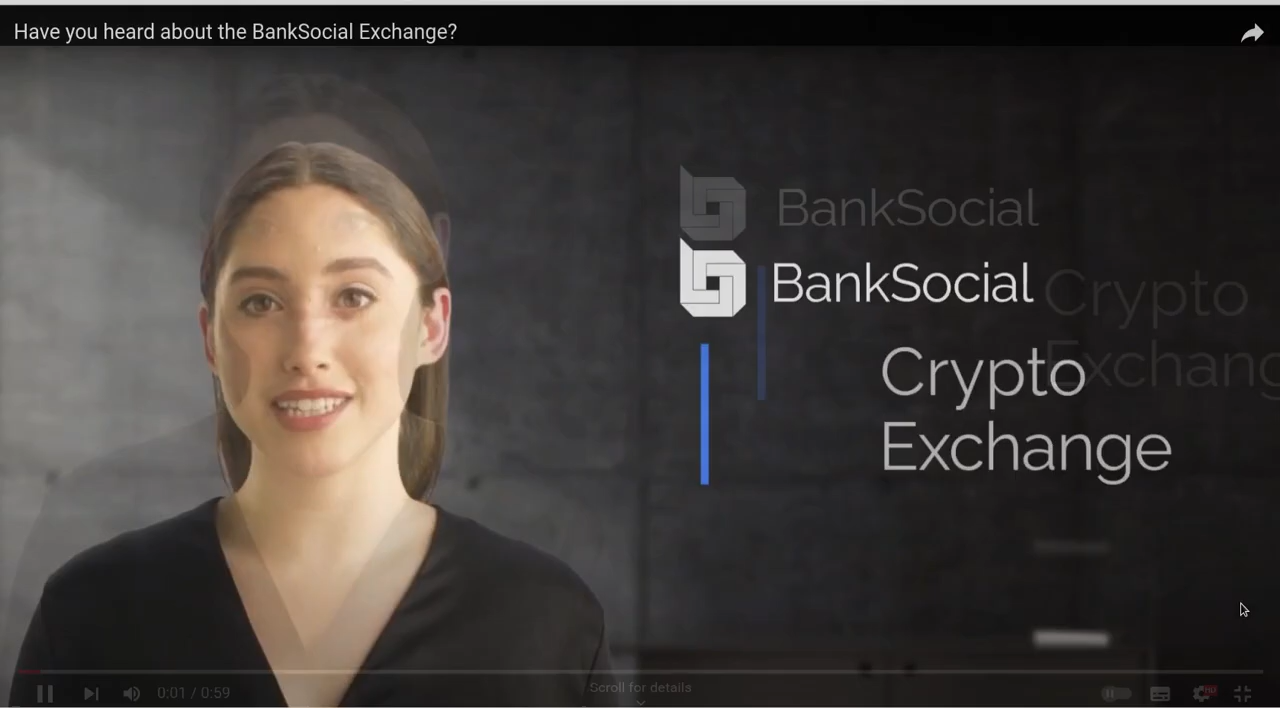 Have you heard about the BankSocial Exchange?
BankSocial
BankSocial
Crypto
Exchang
Crypto
Exchange
0:01 / 0:59
Scroll for details
HD